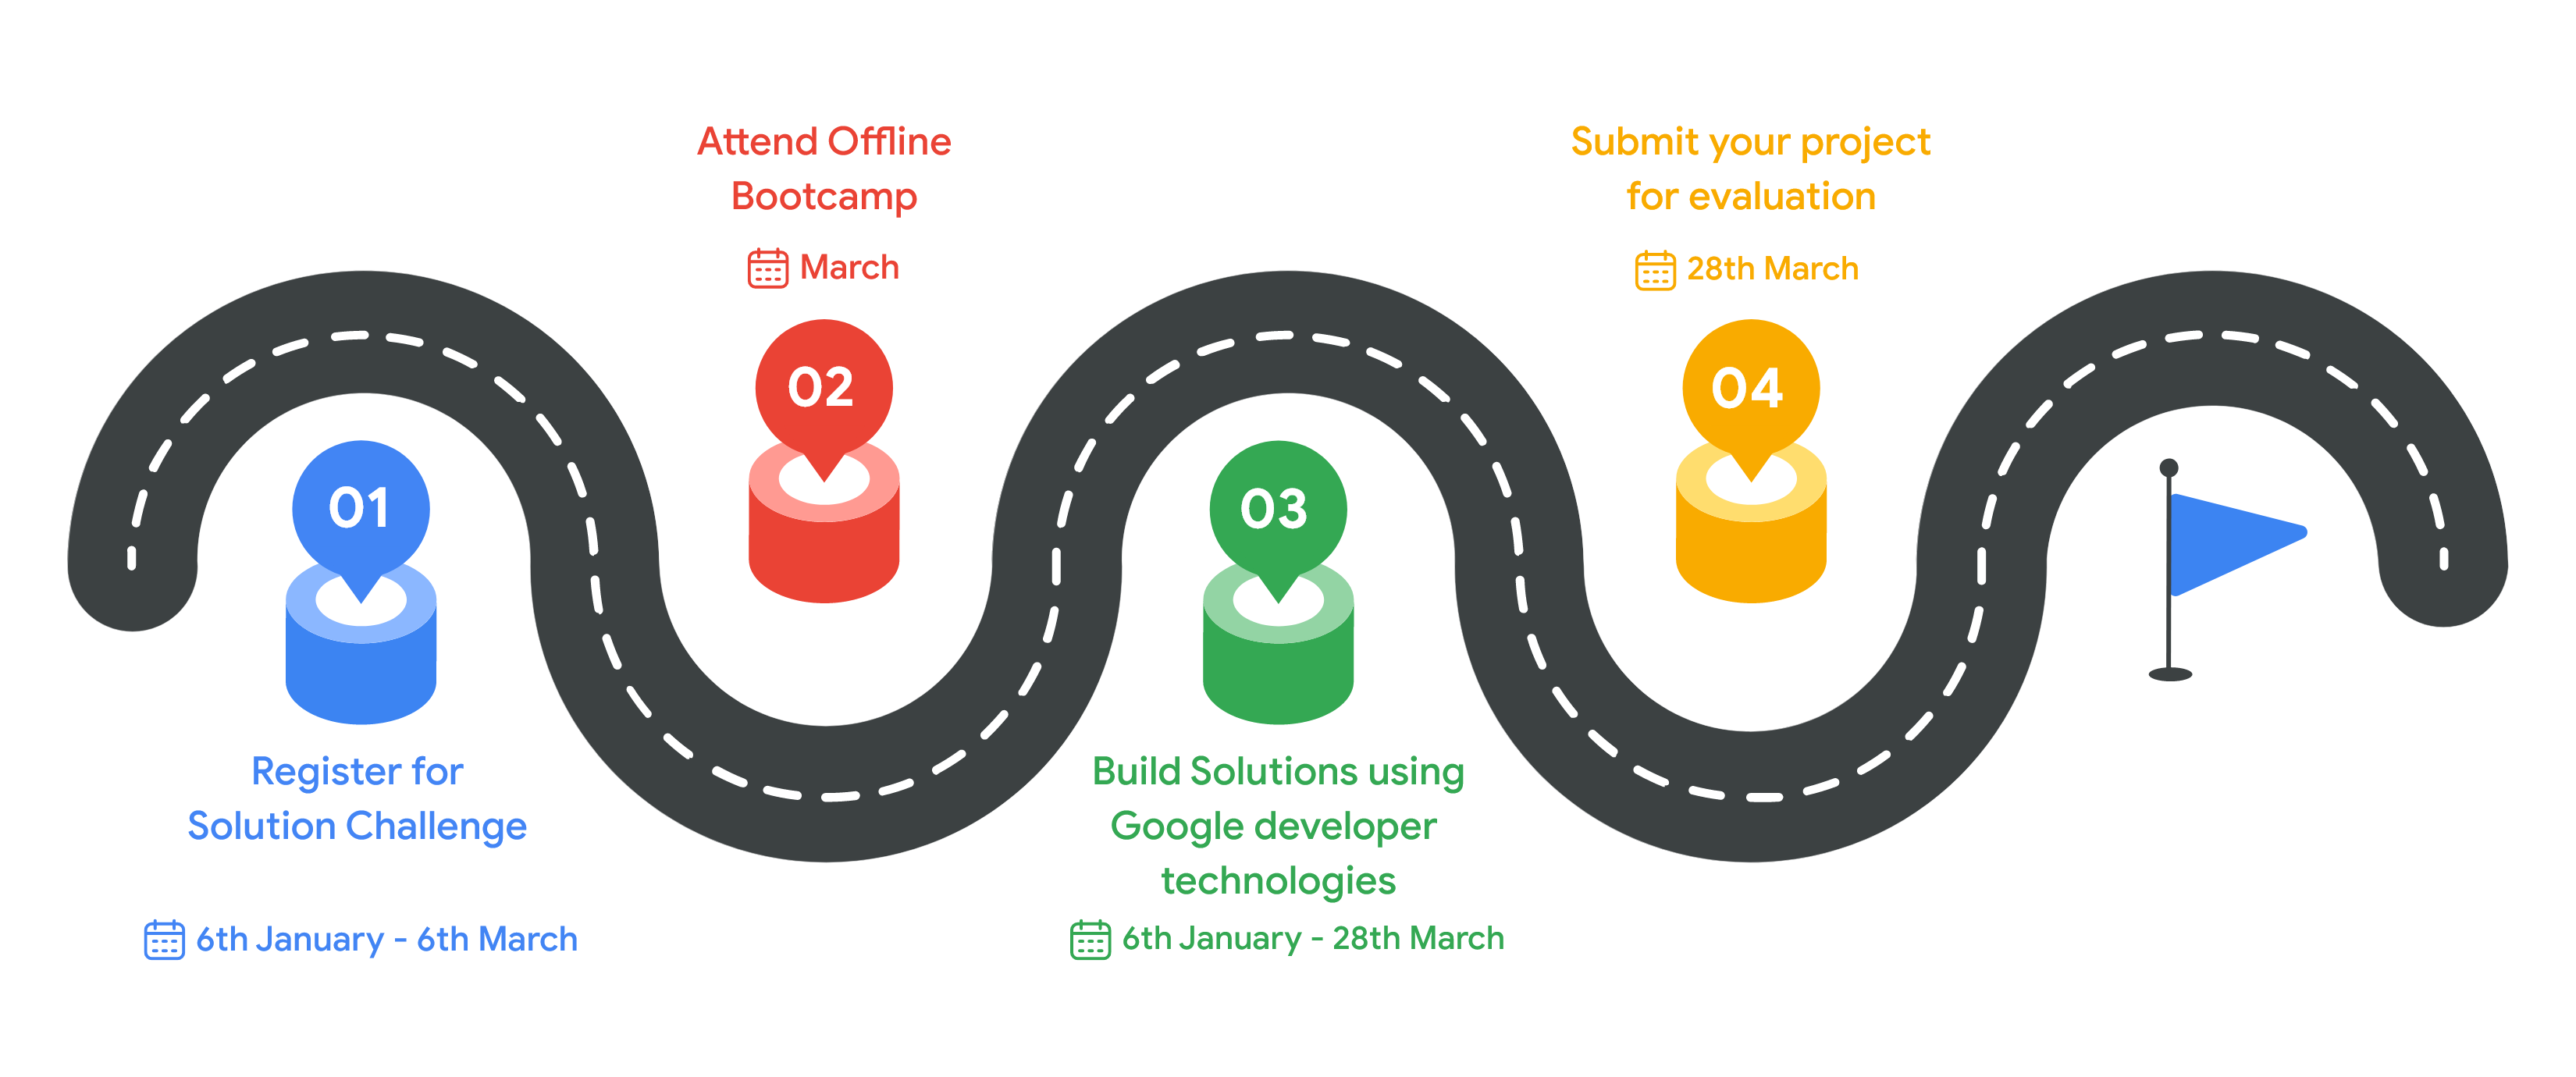 01
Register for
Solution Challenge
6th January - 6th March
Attend Offline
Bootcamp
March
02
03
Build Solutions using
Google developer
technologies
6th January - 28th March
Submit your project
for evaluation
28th March
04